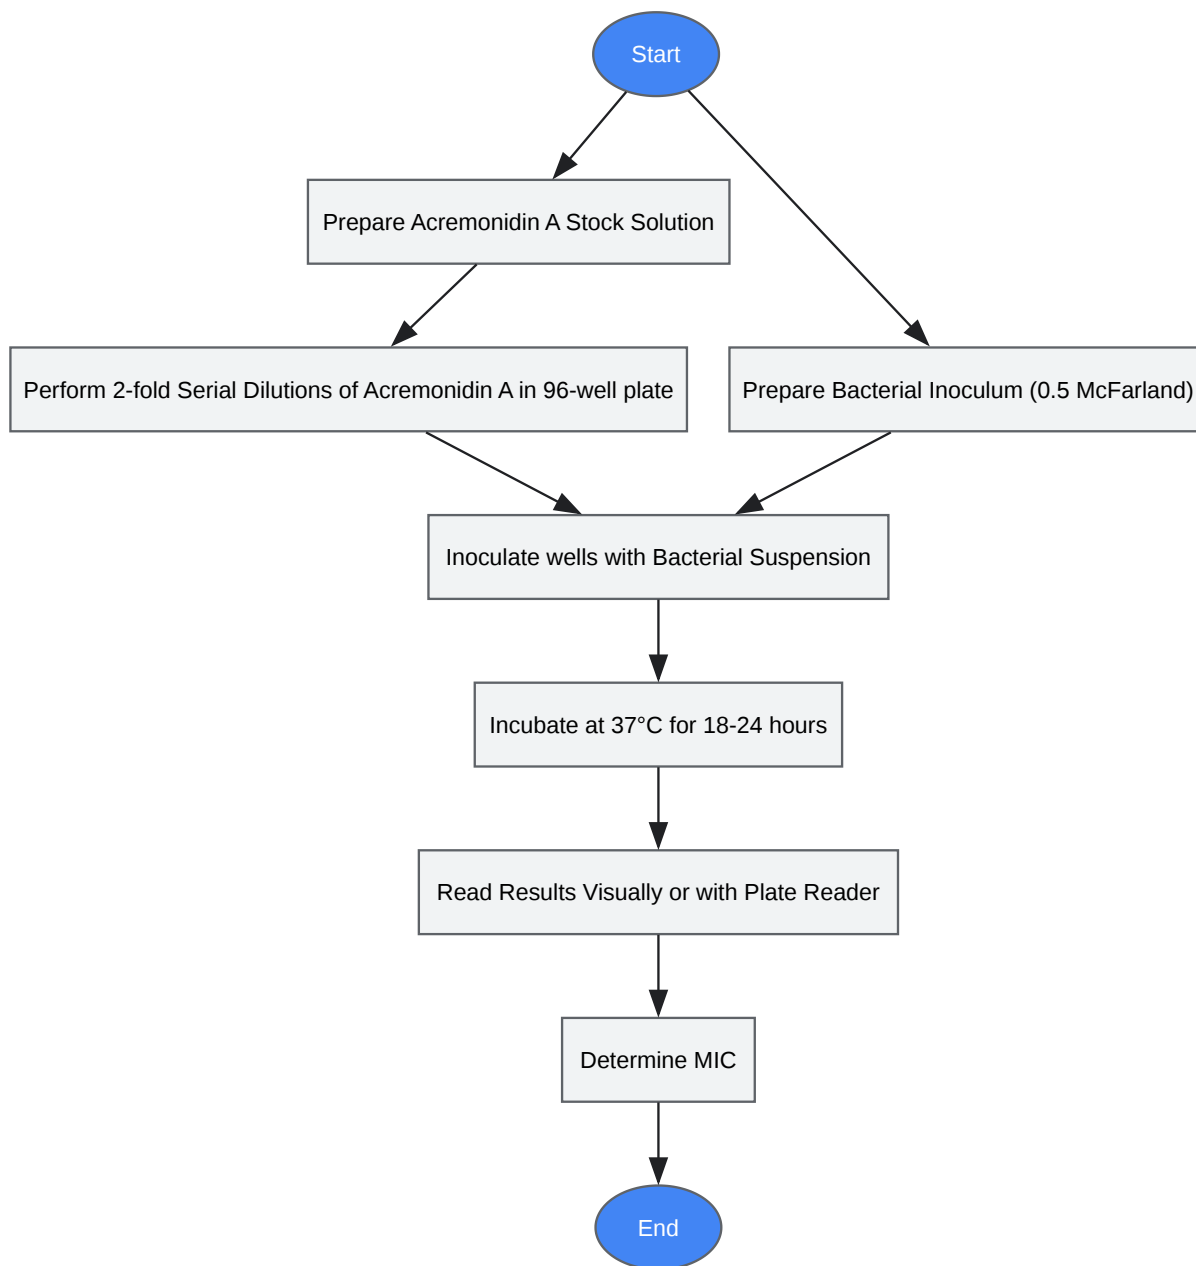 Start
Prepare Acremonidin A Stock Solution
Perform 2-fold Serial Dilutions of Acremonidin A in 96-well plate
Prepare Bacterial Inoculum (0.5 McFarland)
Inoculate wells with Bacterial Suspension
Incubate at 37°C for 18-24 hours
Read Results Visually or with Plate Reader
Determine MIC
End